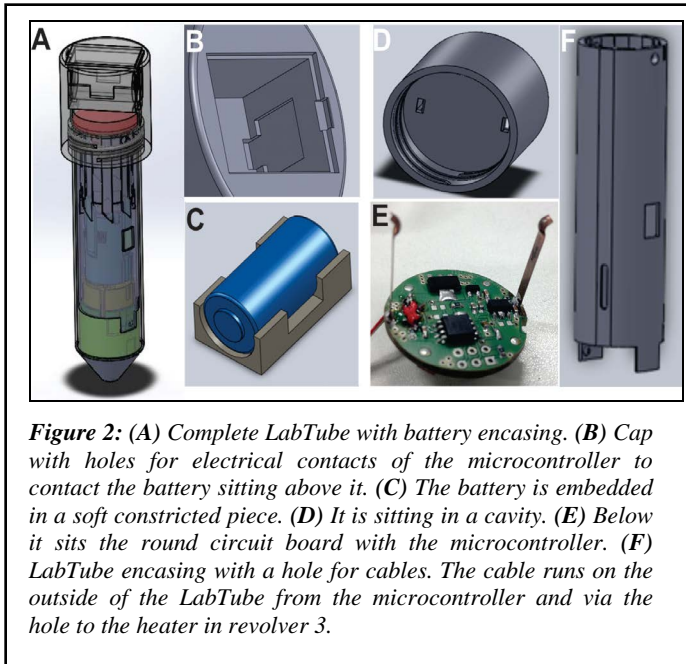 A B D F
C E
Figure 2: (A) Complete LabTube with battery encasing. (B) Cap
with holes for electrical contacts of the microcontroller to
contact the battery sitting above it. (C) The battery is embedded
in a soft constricted piece. (D) It is sitting in a cavity. (E) Below
it sits the round circuit board with the microcontroller. (F)
LabTube encasing with a hole for cables. The cable runs on the
outside of the LabTube from the microcontroller and via the
hole to the heater in revolver 3.